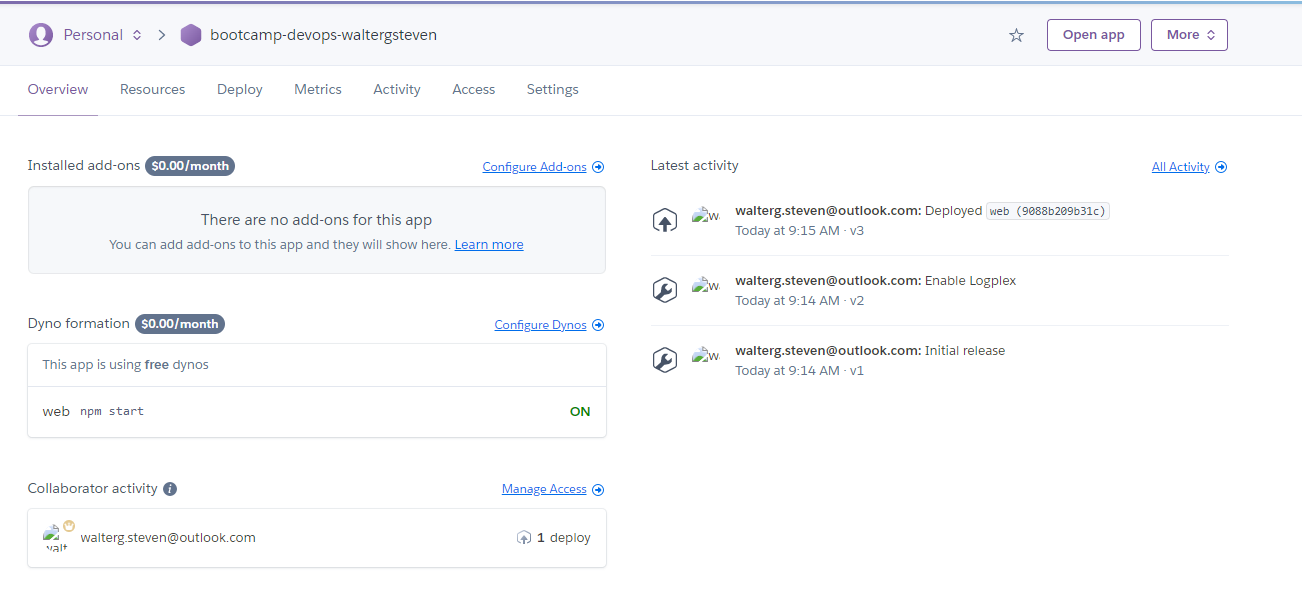 Personal bootcamp-devops-waltergsteven Open app More
Overview Resources Deploy Metrics Activity Access Settings
Installed add-ons $0.00/month Configure Add-ons
There are no add-ons for this app
You can add add-ons to this app and they will show here. Learn more
Dyno formation $0.00/month Configure Dynos
This app is using free dynos
web npm start ON
Collaborator activity i Manage Access
walt
walterg.steven@outlook.com 1 deploy
Latest activity All Activity
w walterg.steven@outlook.com: Deployed web (9088b209b31c)
Today at 9:15 AM · v3
w walterg.steven@outlook.com: Enable Logplex
Today at 9:14 AM · v2
w walterg.steven@outlook.com: Initial release
Today at 9:14 AM · v1